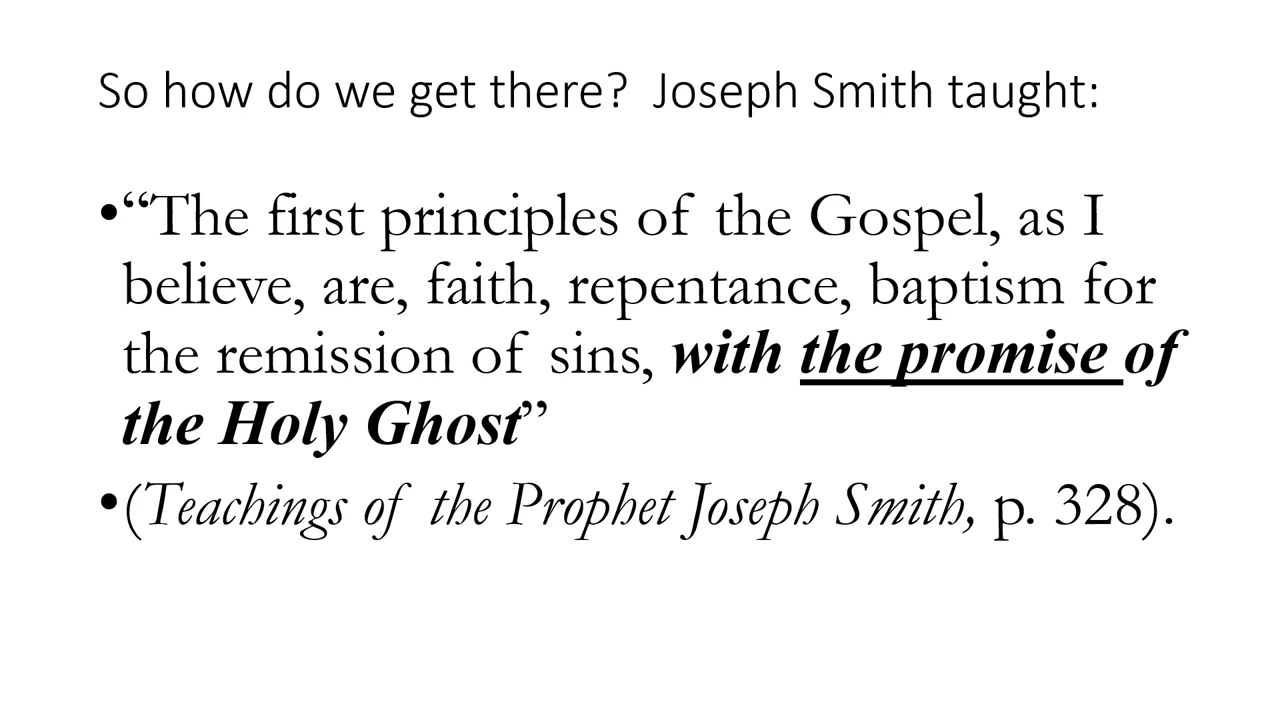 So how do we get there?  Joseph Smith taught:
•“The first principles of the Gospel, as I
believe, are, faith, repentance, baptism for
the remission of sins, with the promise of
the Holy Ghost”
•(Teachings of the Prophet Joseph Smith, p. 328).